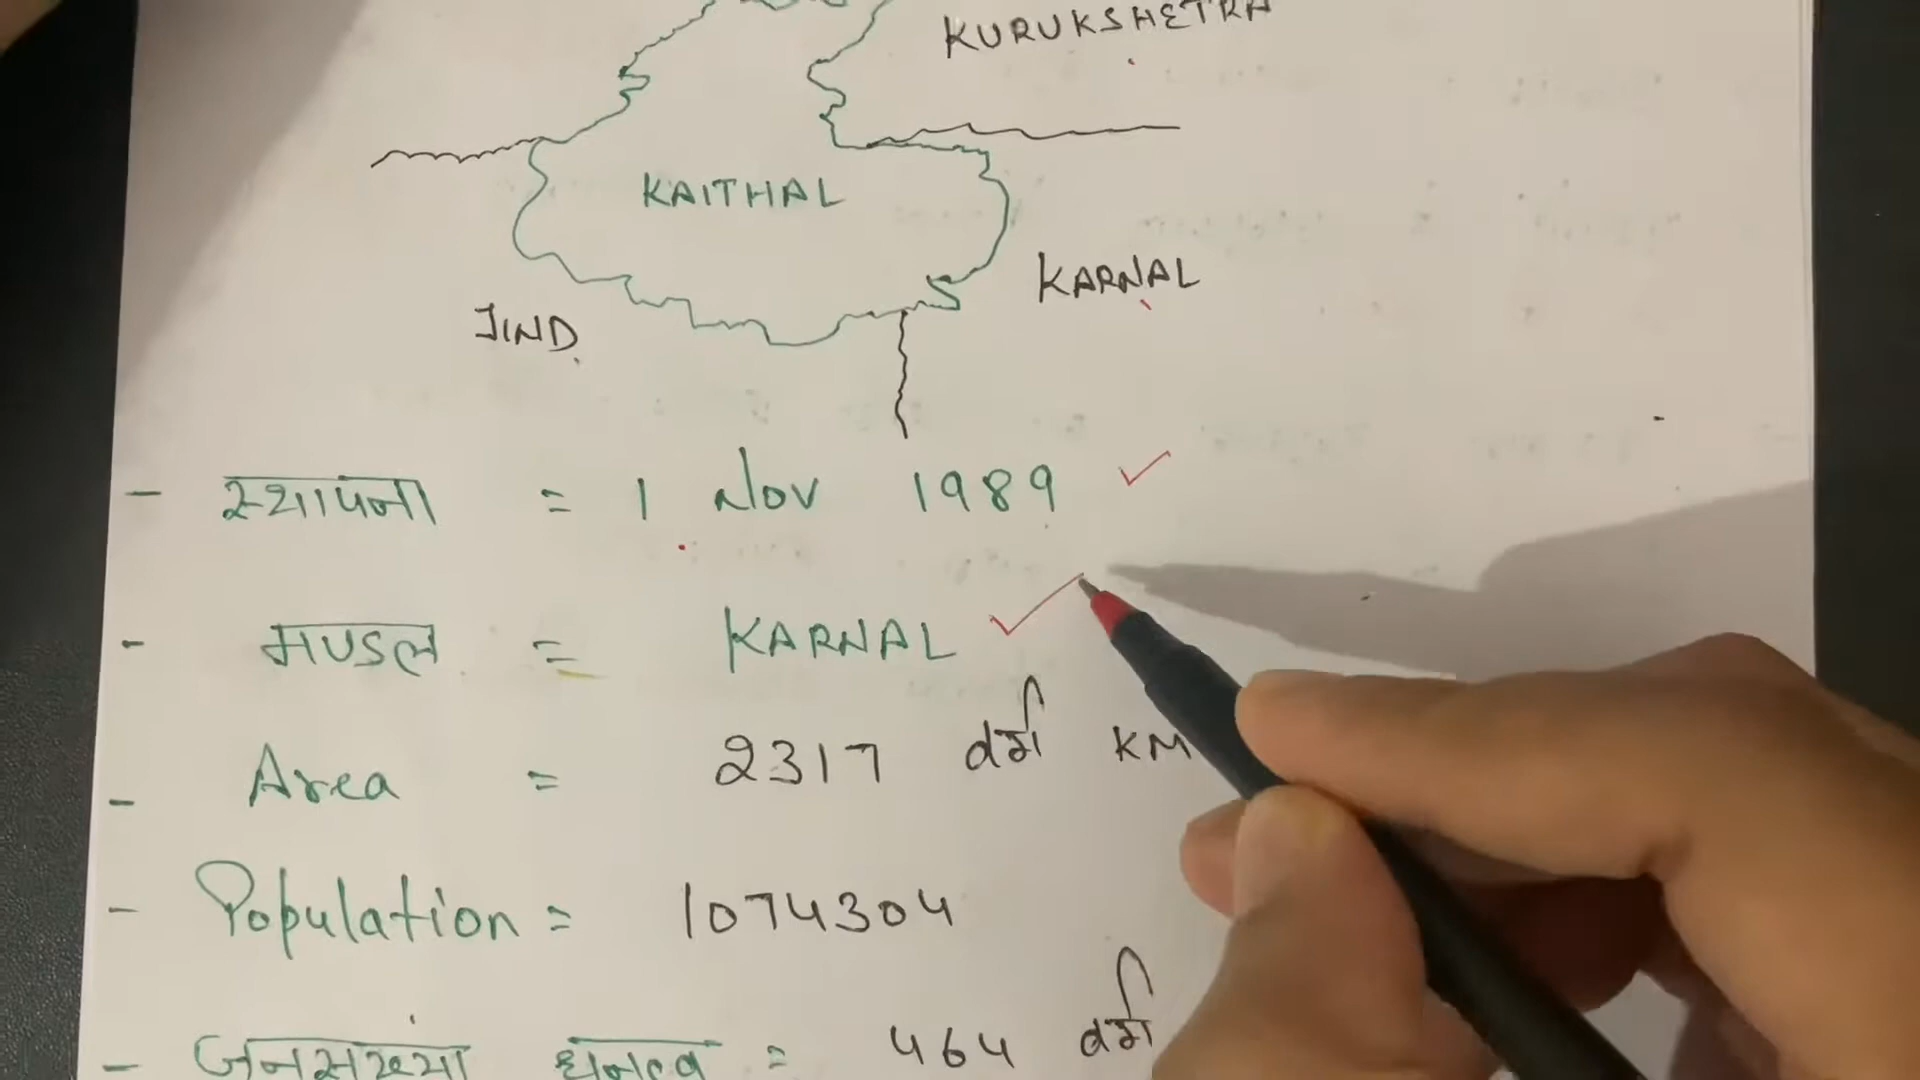 KURUKSHETRA
KAITHAL
KARNAL
JIND
- स्थापना = 1 Nov 1989
- मण्डल = KARNAL
- Area = 2317 वर्ग KM
- Population = 1074304
- जनसंख्या घनत्व = 464 वर्ग